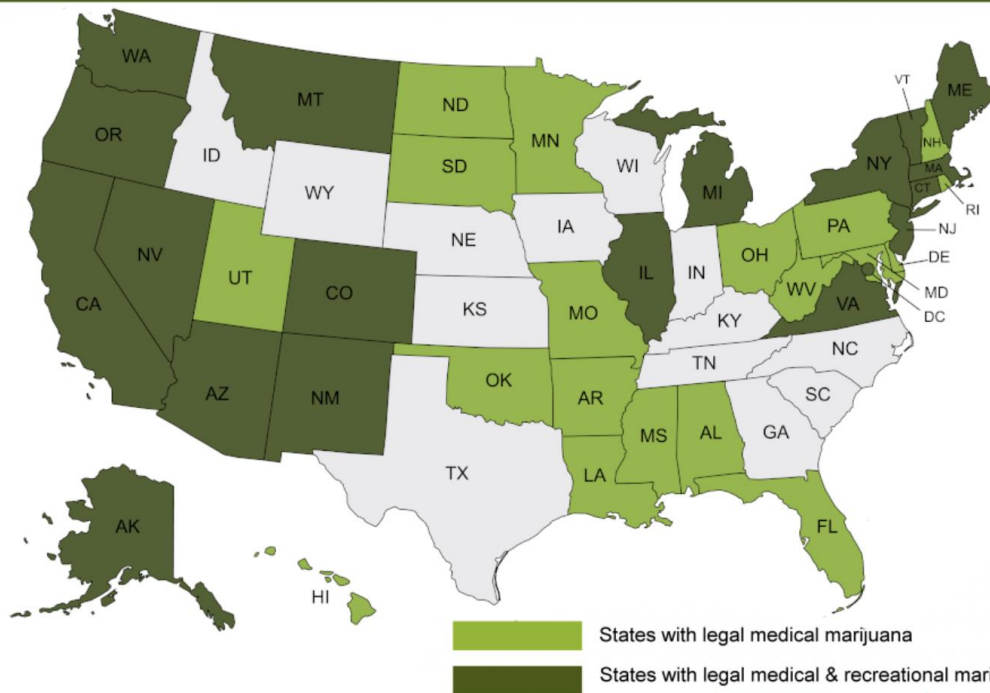 WA
MT
ND
MN
VT
ME
OR
ID
SD
WI
MI
NY
NH
MA
CT
RI
WY
NE
IA
PA
NJ
NV
UT
CO
IL
IN
OH
WV
DE
CA
KS
MO
KY
VA
MD
DC
AZ
NM
OK
AR
TN
NC
SC
TX
LA
MS
AL
GA
AK
HI
FL
States with legal medical marijuana
States with legal medical & recreational mari